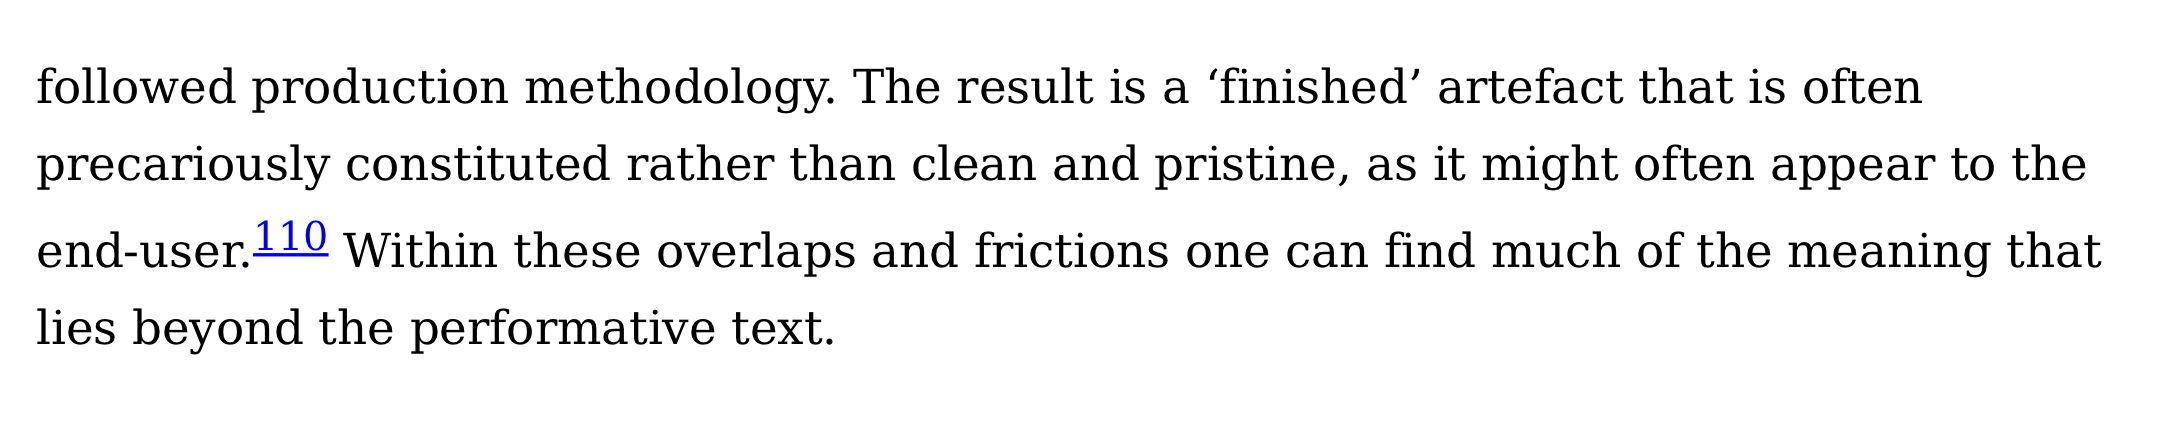 followed production methodology. The result is a ‘finished’ artefact that is often
precariously constituted rather than clean and pristine, as it might often appear to the
end-user.110 Within these overlaps and frictions one can find much of the meaning that
lies beyond the performative text.